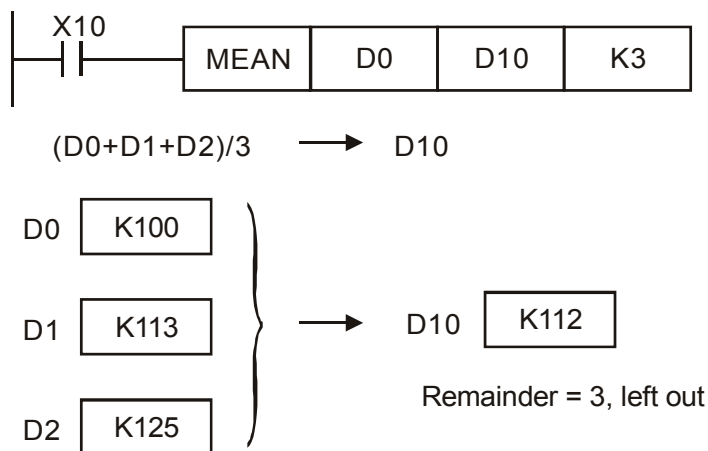 X10
MEAN D0 D10 K3
(D0+D1+D2)/3 D10
D0 K100
D1 K113 D10 K112
Remainder = 3, left out
D2 K125